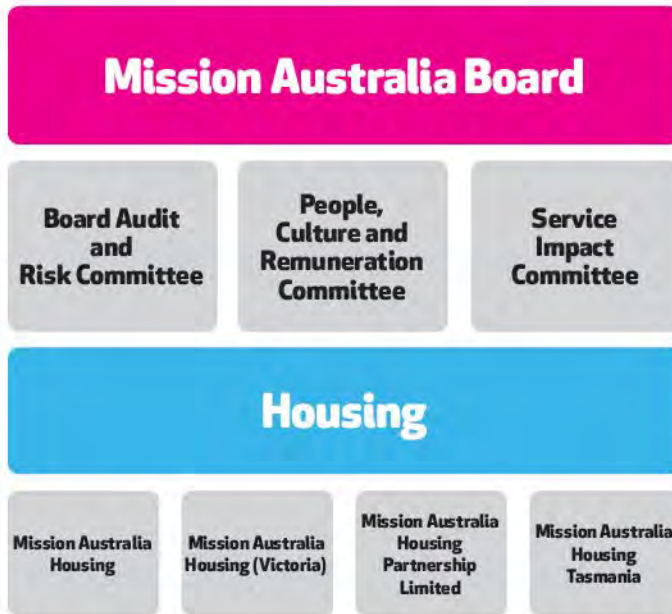 Mission Australia Board
Board Audit
and
Risk Committee
People,
Culture and
Remuneration
Committee
Service
Impact
Committee
Housing
Mission Australia
Housing
Mission Australia
Housing (Victoria)
Mission Australia
Housing
Partnership
Limited
Mission Australia
Housing
Tasmania